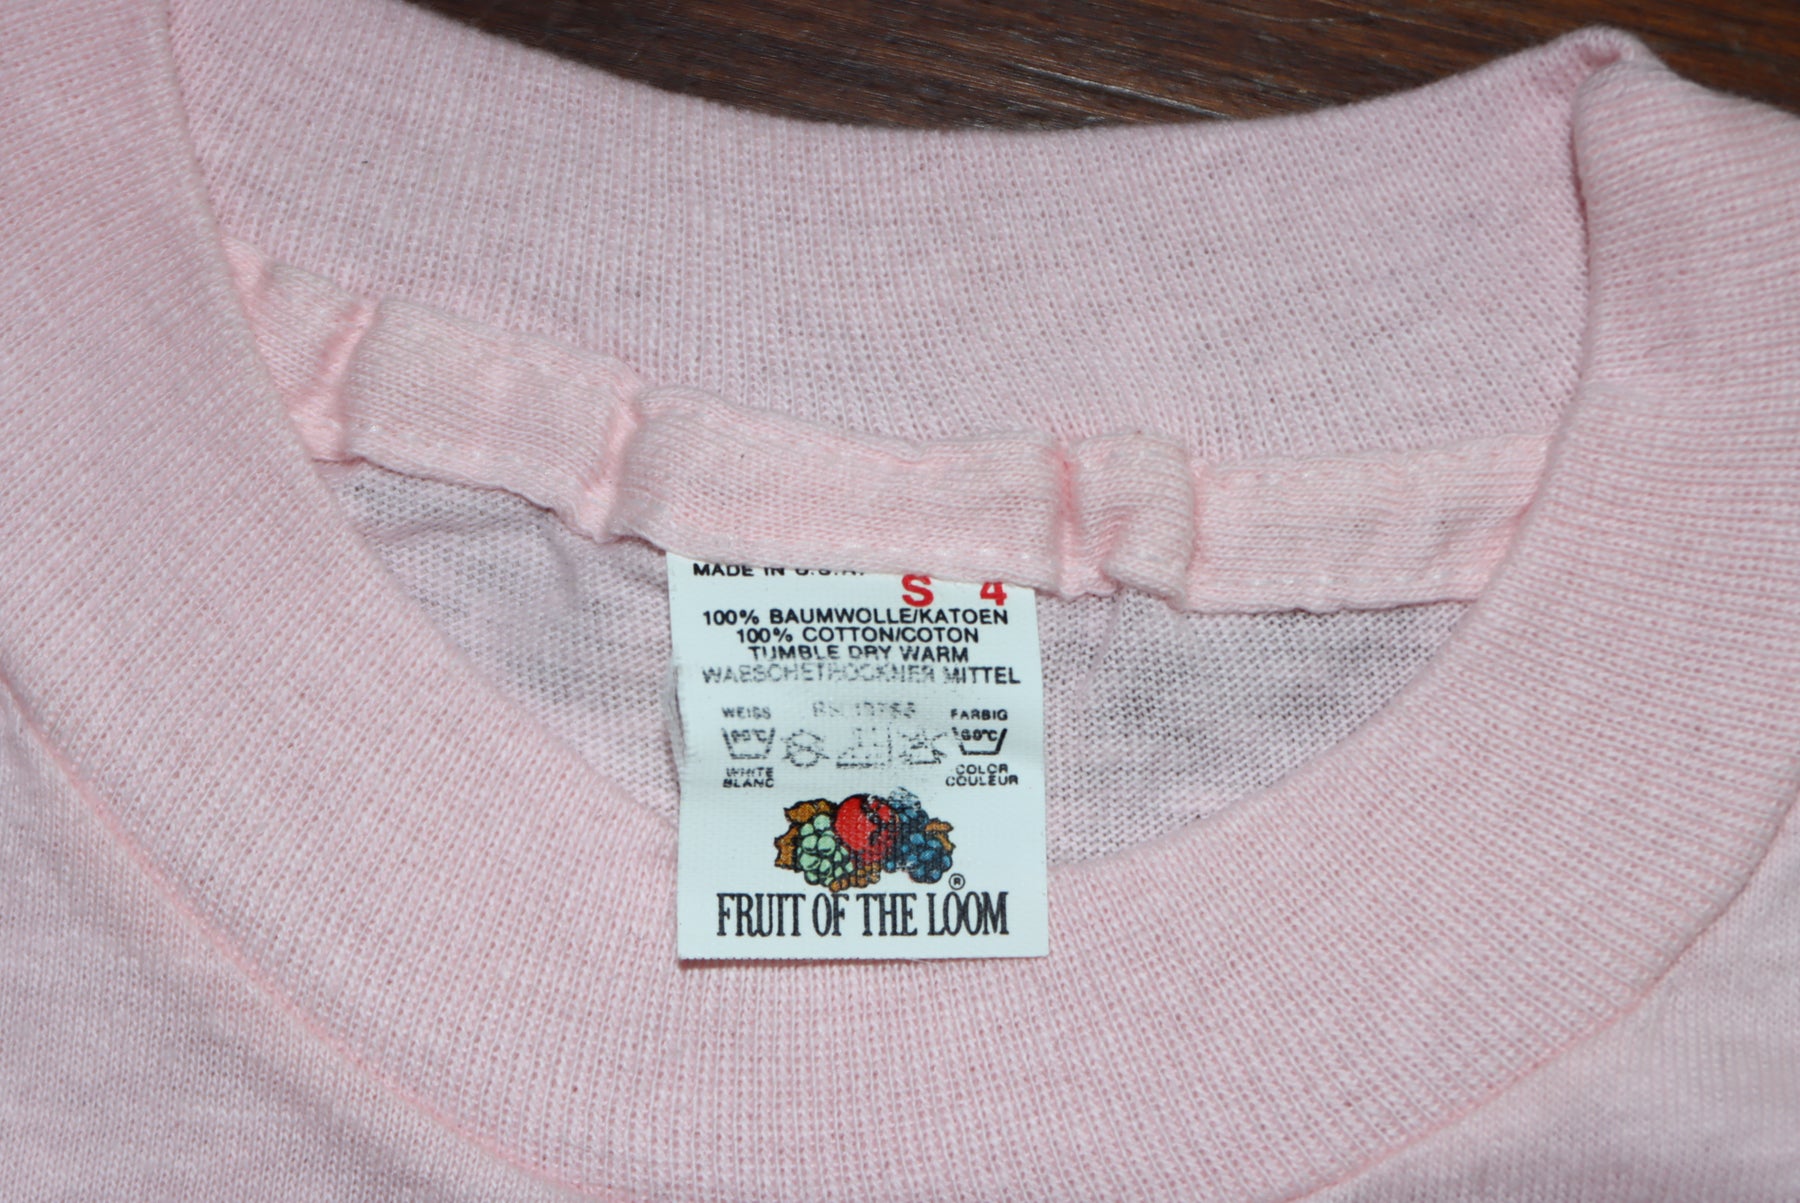 MADE IN U.S.A.
S 4
100% BAUMWOLLE/KATOEN
100% COTTON/COTON
TUMBLE DRY WARM
WAESCHETROCKNER MITTEL
WEISS FARBIG
60°C
WHITE COLOR
BLANC COULEUR
®
FRUIT OF THE LOOM